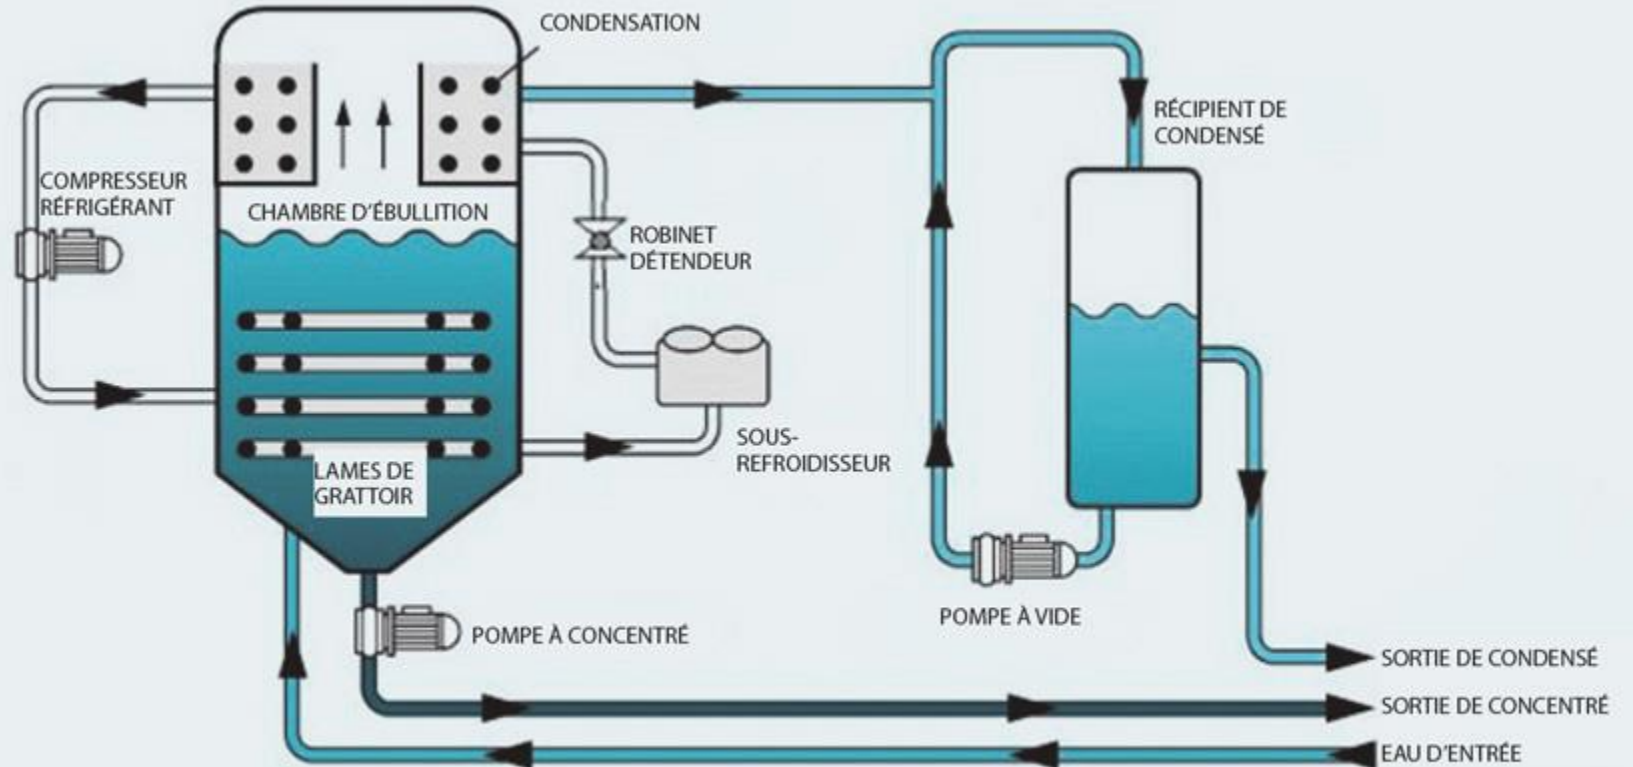 CONDENSATION
RÉCIPIENT DE
CONDENSÉ
COMPRESSEUR
RÉFRIGÉRANT
CHAMBRE D'ÉBULLITION
ROBINET
DÉTENDEUR
SOUS-
REFROIDISSEUR
LAMES DE
GRATTOIR
POMPE À VIDE
POMPE À CONCENTRÉ
SORTIE DE CONDENSÉ
SORTIE DE CONCENTRÉ
EAU D'ENTRÉE